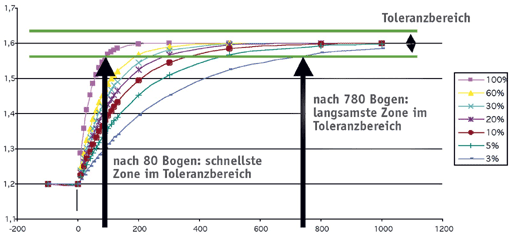 Toleranzbereich
1,7
1,6
1,5
1,4
1,3
1,2
1,1
nach 780 Bogen:
langsamste Zone im
Toleranzbereich
nach 80 Bogen: schnellste
Zone im Toleranzbereich
100%
60%
30%
20%
10%
5%
3%
-200 0 200 400 600 800 1000 1200